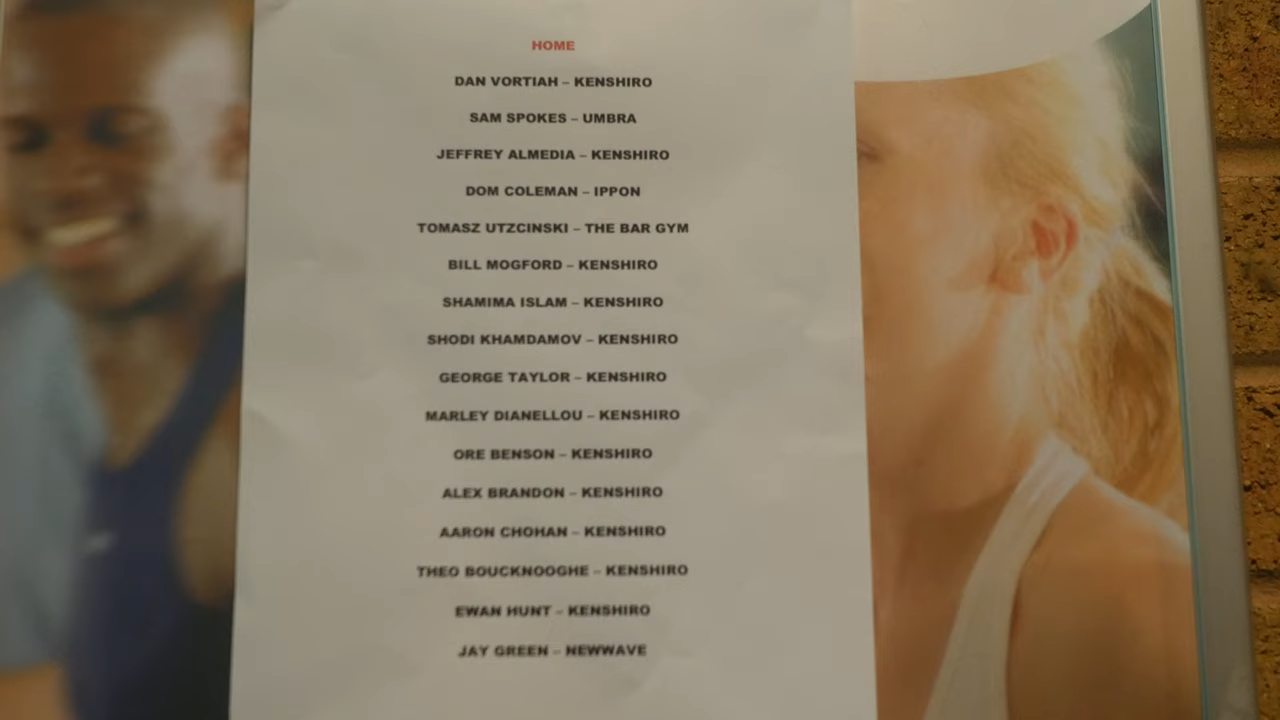 HOME
DAN VORTIAH – KENSHIRO
SAM SPOKES – UMBRA
JEFFREY ALMEDIA – KENSHIRO
DOM COLEMAN – IPPON
TOMASZ UTZCINSKI – THE BAR GYM
BILL MOGFORD – KENSHIRO
SHAMIMA ISLAM – KENSHIRO
SHODI KHAMDAMOV – KENSHIRO
GEORGE TAYLOR – KENSHIRO
MARLEY DIANELLOU – KENSHIRO
ORE BENSON – KENSHIRO
ALEX BRANDON – KENSHIRO
AARON CHOHAN – KENSHIRO
THEO BOUCKNOOGHE – KENSHIRO
EWAN HUNT – KENSHIRO
JAY GREEN – NEWWAVE